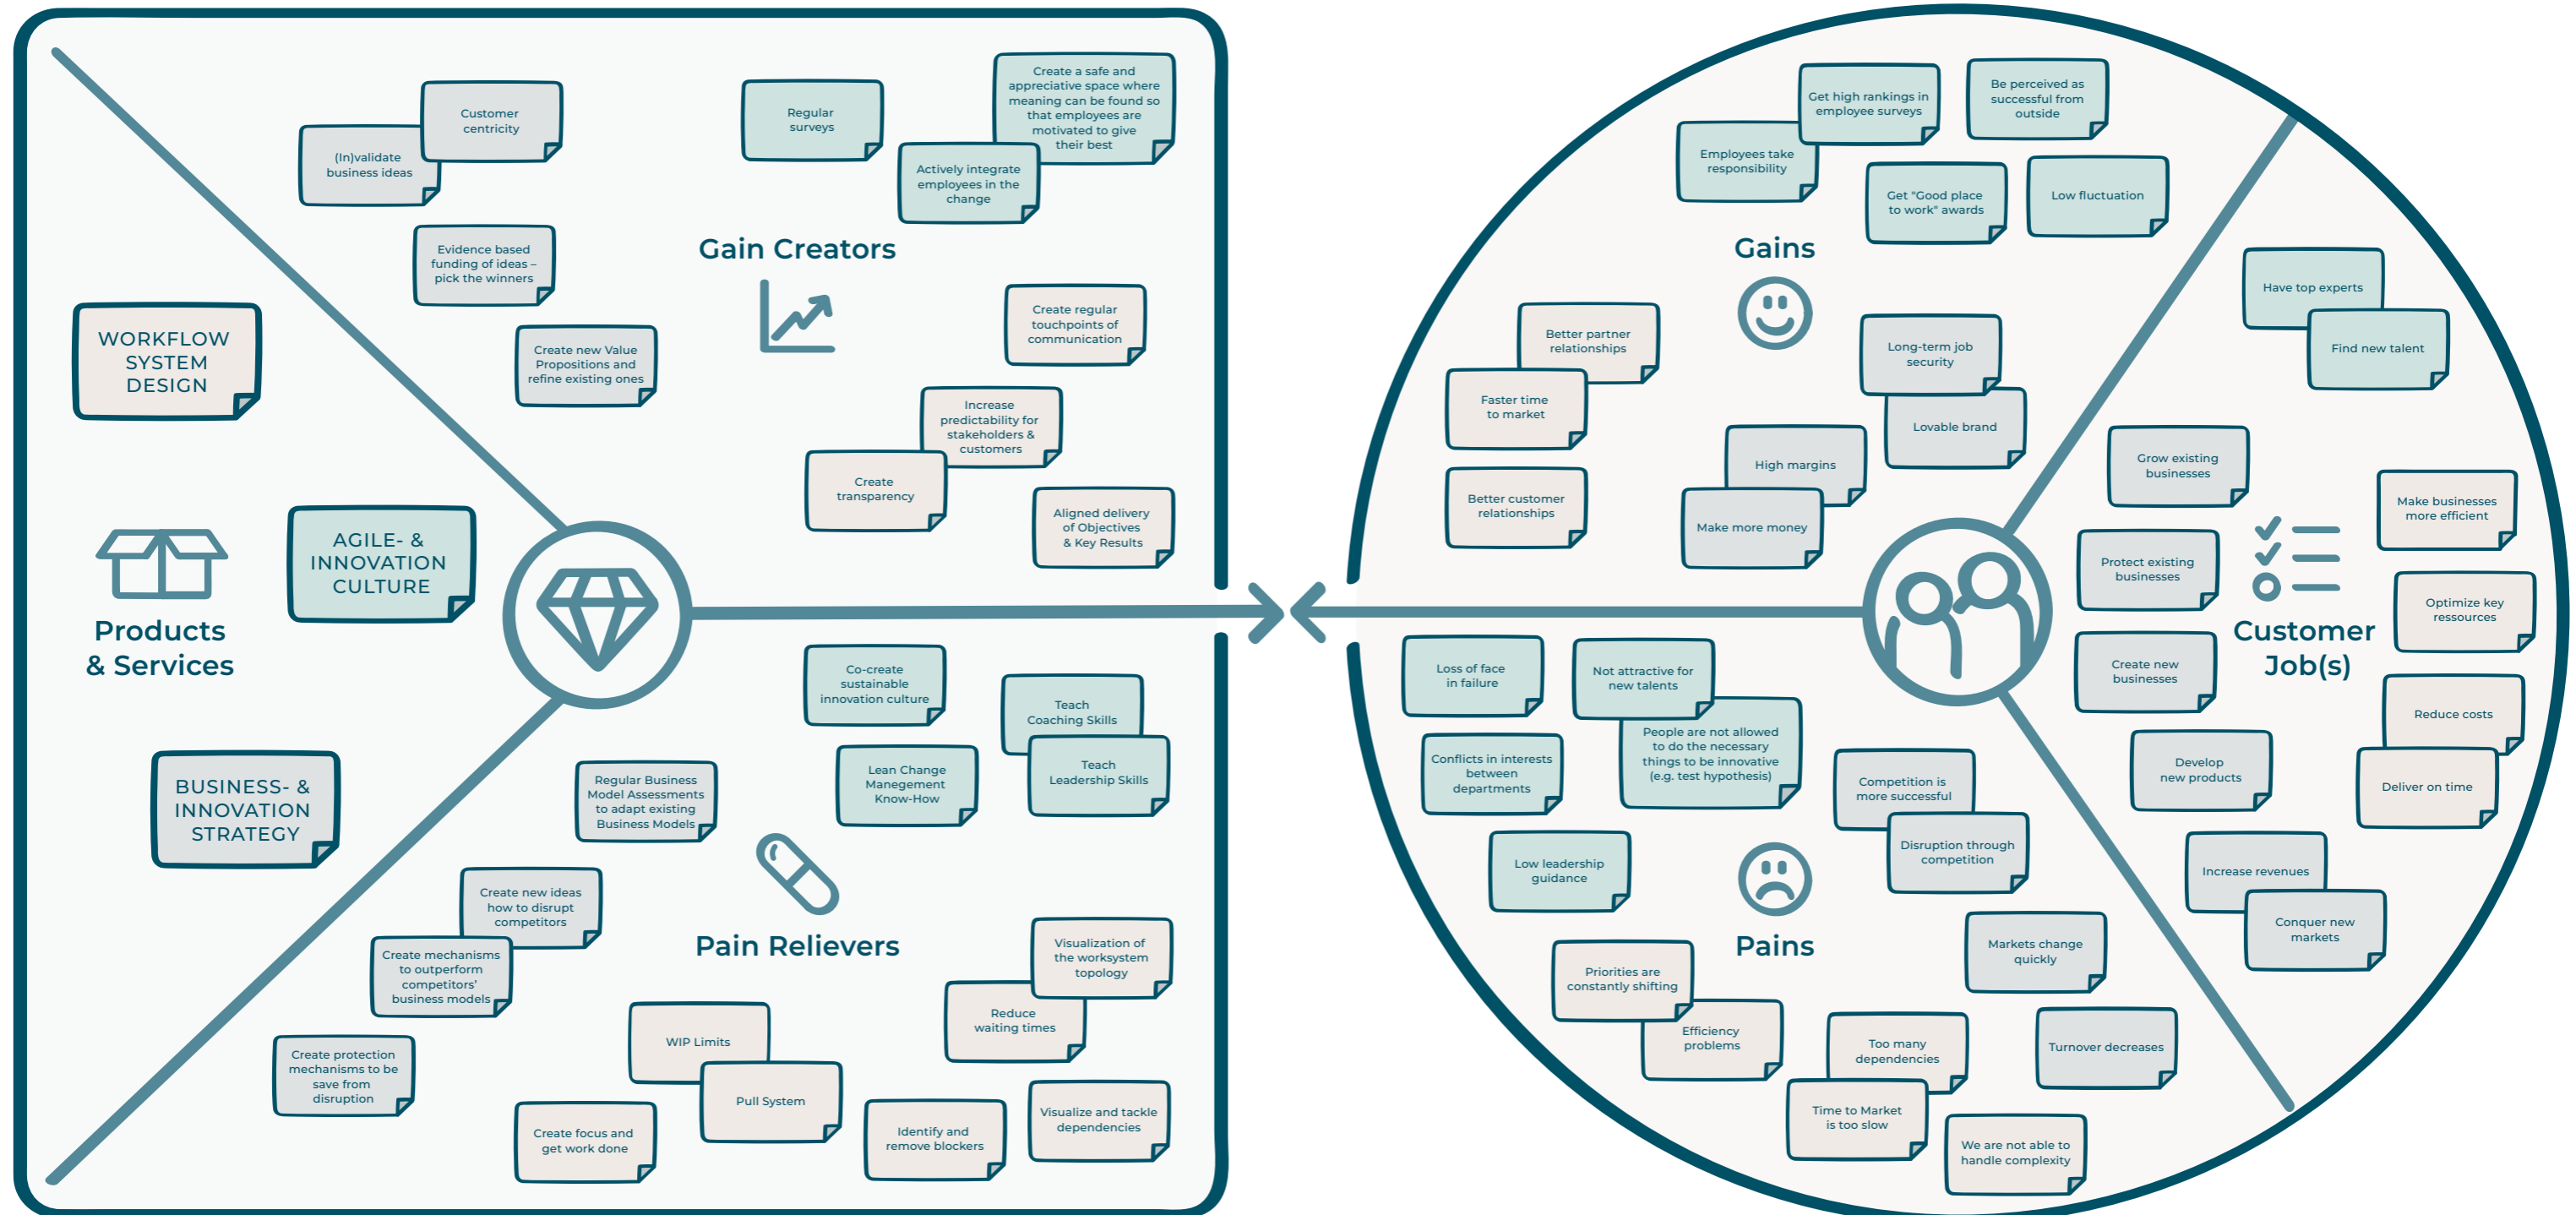 Customer
centricity
(In)validate
business ideas
Evidence based
funding of ideas –
pick the winners
Create new Value
Propositions and
refine existing ones
Regular
surveys
Create a safe and
appreciative space where
meaning can be found so
that employees are
motivated to give
their best
Actively integrate
employees in the
change
Gain Creators
Create regular
touchpoints of
communication
Increase
predictability for
stakeholders &
customers
Create
transparency
Aligned delivery
of Objectives
& Key Results
WORKFLOW
SYSTEM
DESIGN
AGILE- &
INNOVATION
CULTURE
Products
& Services
BUSINESS- &
INNOVATION
STRATEGY
Co-create
sustainable
innovation culture
Teach
Coaching Skills
Teach
Leadership Skills
Lean Change
Manegement
Know-How
Regular Business
Model Assessments
to adapt existing
Business Models
Create new ideas
how to disrupt
competitors
Create mechanisms
to outperform
competitors'
business models
Create protection
mechanisms to be
save from
disruption
Pain Relievers
Visualization of
the worksystem
topology
Reduce
waiting times
WIP Limits
Pull System
Create focus and
get work done
Identify and
remove blockers
Visualize and tackle
dependencies
Get high rankings in
employee surveys
Be perceived as
successful from
outside
Employees take
responsibility
Get "Good place
to work" awards
Low fluctuation
Gains
Better partner
relationships
Faster time
to market
Better customer
relationships
Long-term job
security
Lovable brand
High margins
Make more money
Have top experts
Find new talent
Grow existing
businesses
Make businesses
more efficient
Protect existing
businesses
Optimize key
ressources
Customer
Job(s)
Create new
businesses
Reduce costs
Develop
new products
Deliver on time
Increase revenues
Conquer new
markets
Loss of face
in failure
Not attractive for
new talents
People are not allowed
to do the necessary
things to be innovative
(e.g. test hypothesis)
Conflicts in interests
between
departments
Low leadership
guidance
Competition is
more successful
Disruption through
competition
Pains
Markets change
quickly
Priorities are
constantly shifting
Efficiency
problems
Too many
dependencies
Turnover decreases
Time to Market
is too slow
We are not able to
handle complexity